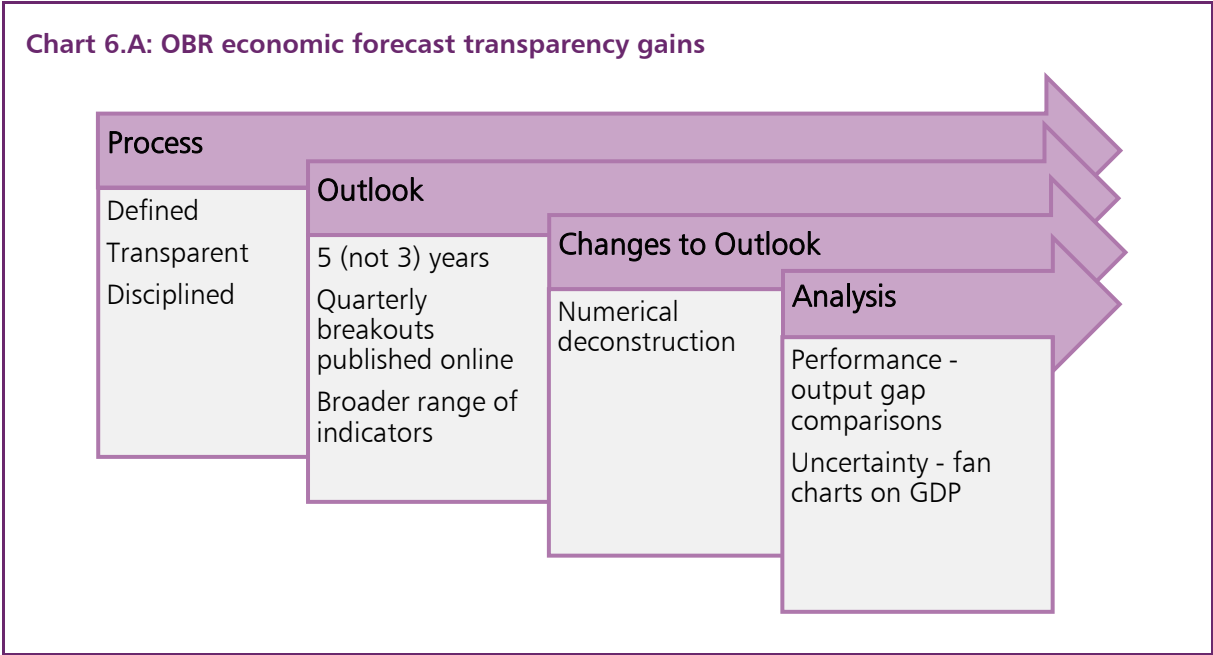 Chart 6.A: OBR economic forecast transparency gains
Process
Defined
Transparent
Disciplined
Outlook
5 (not 3) years
Quarterly
breakouts
published online
Broader range of
indicators
Changes to Outlook
Numerical
deconstruction
Analysis
Performance -
output gap
comparisons
Uncertainty - fan
charts on GDP